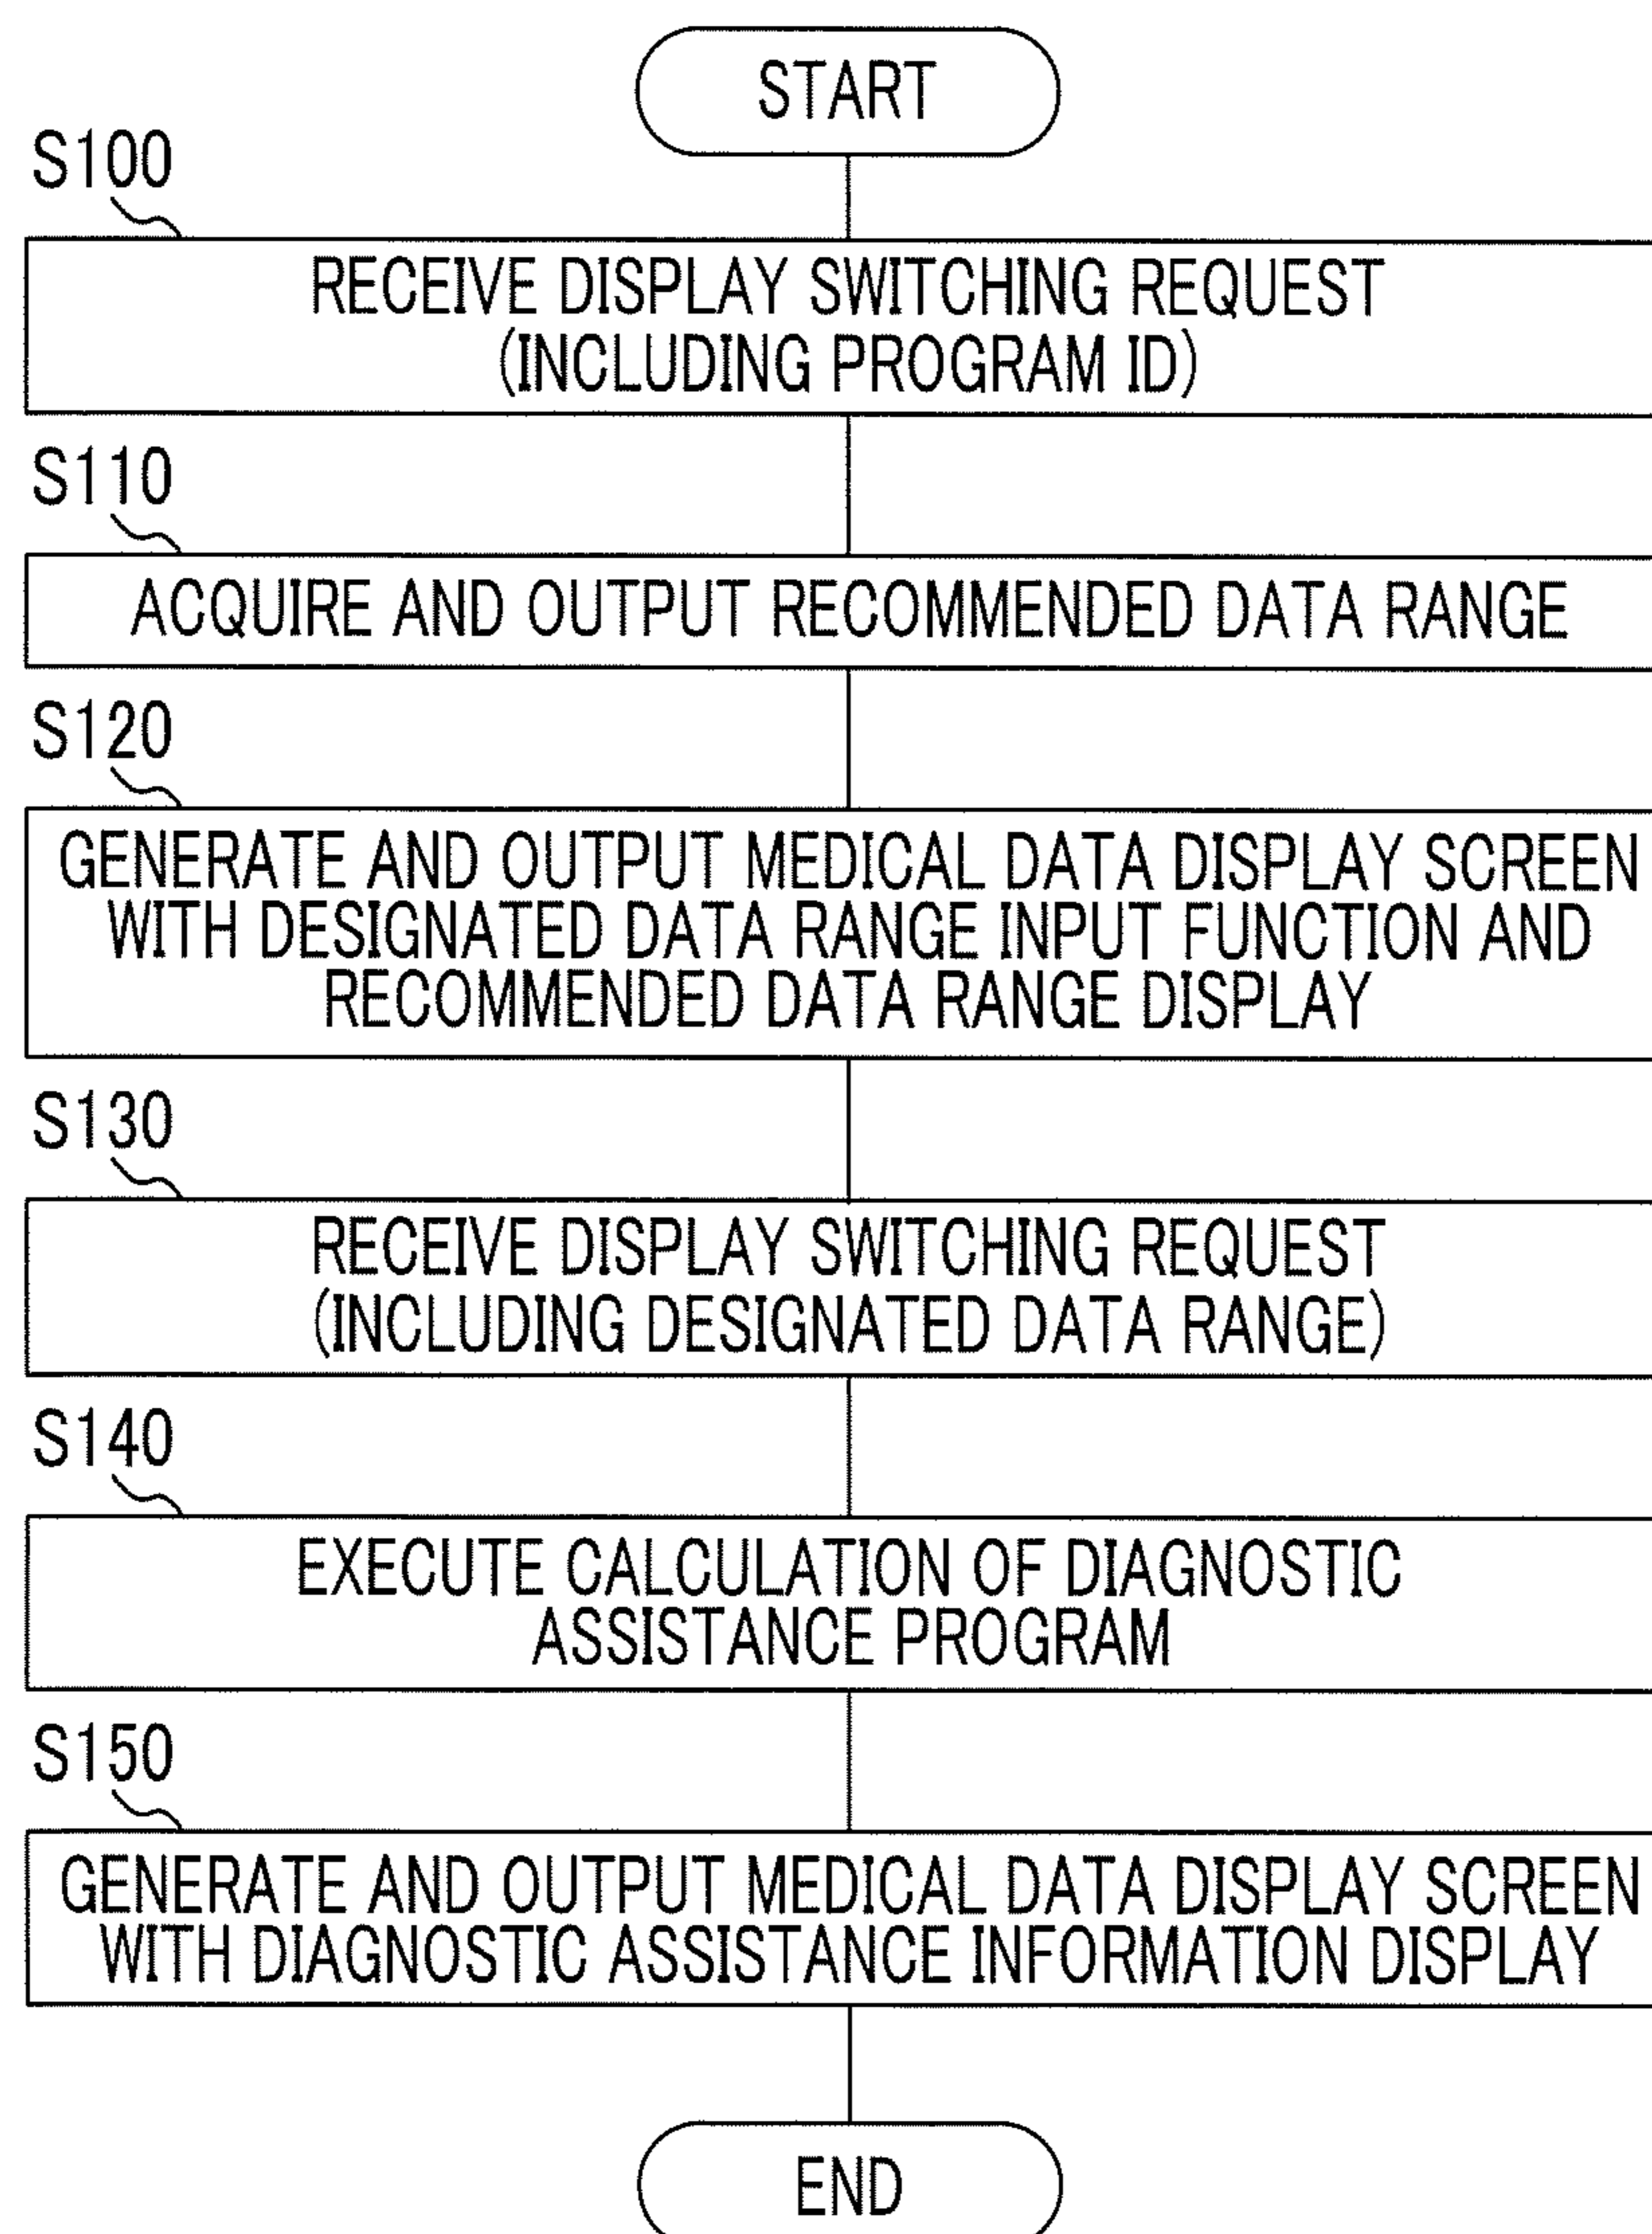 START
S100
RECEIVE DISPLAY SWITCHING REQUEST
(INCLUDING PROGRAM ID)
S110
ACQUIRE AND OUTPUT RECOMMENDED DATA RANGE
S120
GENERATE AND OUTPUT MEDICAL DATA DISPLAY SCREEN
WITH DESIGNATED DATA RANGE INPUT FUNCTION AND
RECOMMENDED DATA RANGE DISPLAY
S130
RECEIVE DISPLAY SWITCHING REQUEST
(INCLUDING DESIGNATED DATA RANGE)
S140
EXECUTE CALCULATION OF DIAGNOSTIC
ASSISTANCE PROGRAM
S150
GENERATE AND OUTPUT MEDICAL DATA DISPLAY SCREEN
WITH DIAGNOSTIC ASSISTANCE INFORMATION DISPLAY
END